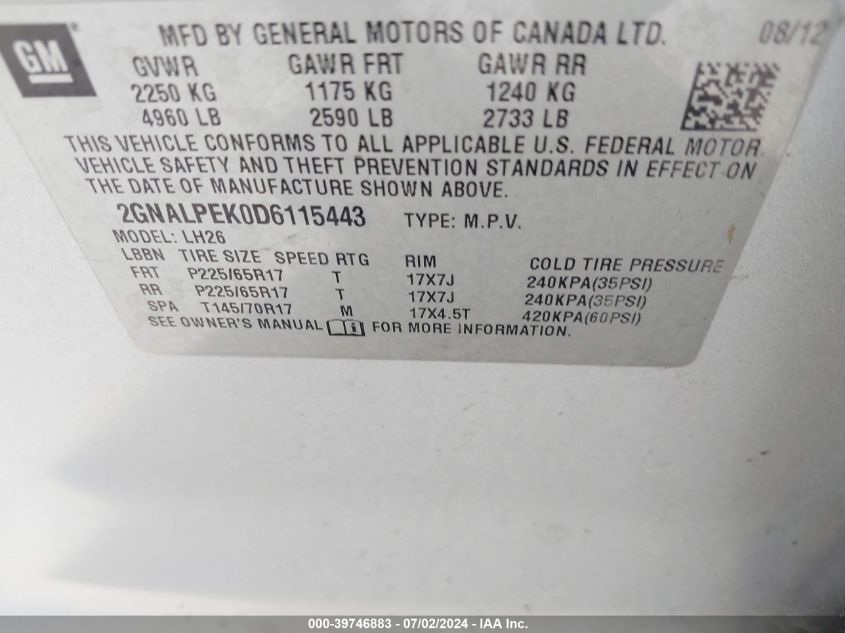 GM MFD BY GENERAL MOTORS OF CANADA LTD. 08/12
GVWR GAWR FRT GAWR RR
2250 KG 1175 KG 1240 KG
4960 LB 2590 LB 2733 LB
THIS VEHICLE CONFORMS TO ALL APPLICABLE U.S. FEDERAL MOTOR
VEHICLE SAFETY AND THEFT PREVENTION STANDARDS IN EFFECT ON
THE DATE OF MANUFACTURE SHOWN ABOVE.
2GNALPEK0D6115443 TYPE: M.P.V.
MODEL: LH26
LBBN TIRE SIZE SPEED RTG RIM COLD TIRE PRESSURE
FRT P225/65R17 T 17X7J 240KPA(35PSI)
RR P225/65R17 T 17X7J 240KPA(35PSI)
SPA T145/70R17 M 17X4.5T 420KPA(60PSI)
SEE OWNER'S MANUAL FOR MORE INFORMATION.
000-39746883 - 07/02/2024 - IAA Inc.